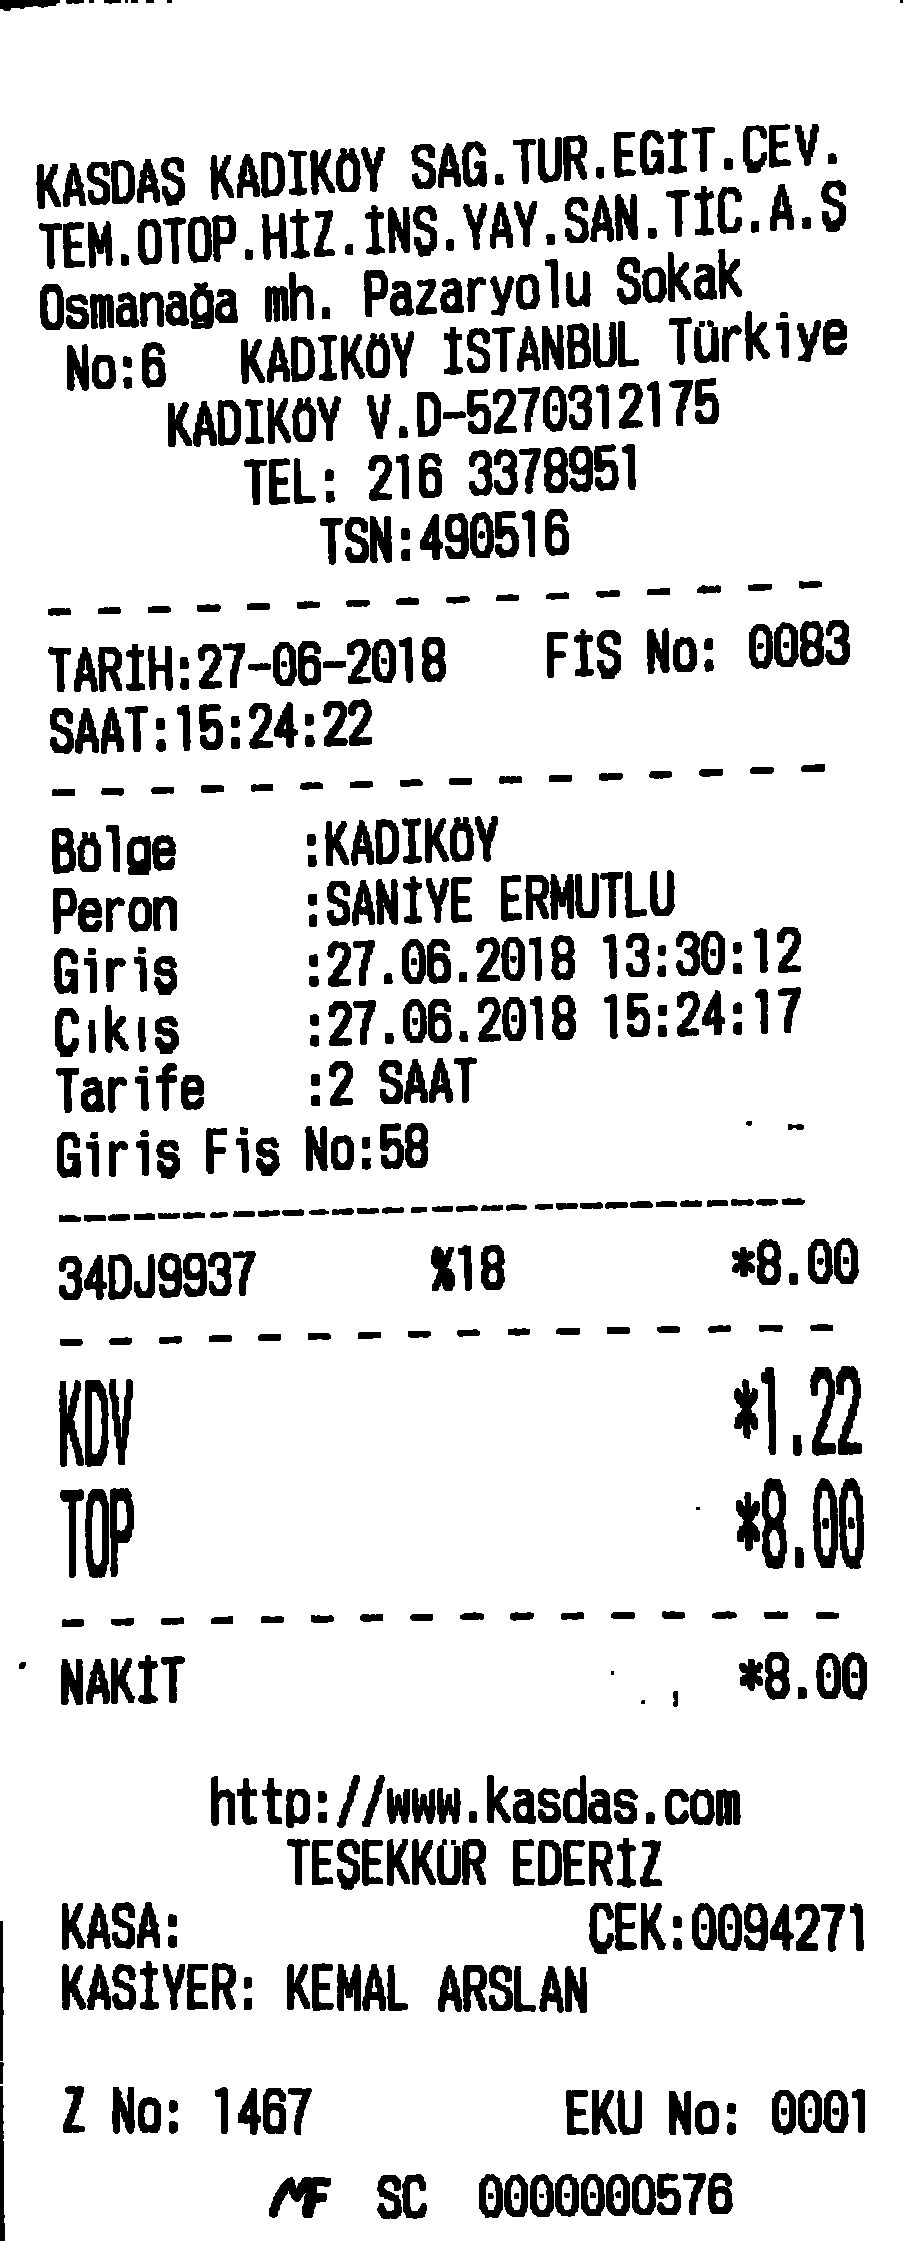 KASDAŞ KADIKÖY SAG.TUR.EGİT.ÇEV.
TEM.OTOP.HİZ.İNŞ.YAY.SAN.TİC.A.Ş
Osmanağa mh. Pazaryolu Sokak
No:6 KADIKÖY İSTANBUL Türkiye
KADIKÖY V.D-5270312175
TEL: 216 3378951
TSN:490516
TARİH:27-06-2018 FİŞ No: 0083
SAAT:15:24:22
Bölge :KADIKÖY
Peron :SANİYE ERMUTLU
Giriş :27.06.2018 13:30:12
Çıkış :27.06.2018 15:24:17
Tarife :2 SAAT
Giriş Fiş No:58
34DJ9937 %18 *8.00
KDV *1.22
TOP *8.00
NAKİT *8.00
http://www.kasdas.com
TEŞEKKÜR EDERİZ
KASA: ÇEK:0094271
KASİYER: KEMAL ARSLAN
Z No: 1467 EKU No: 0001
MF SC 0000000576